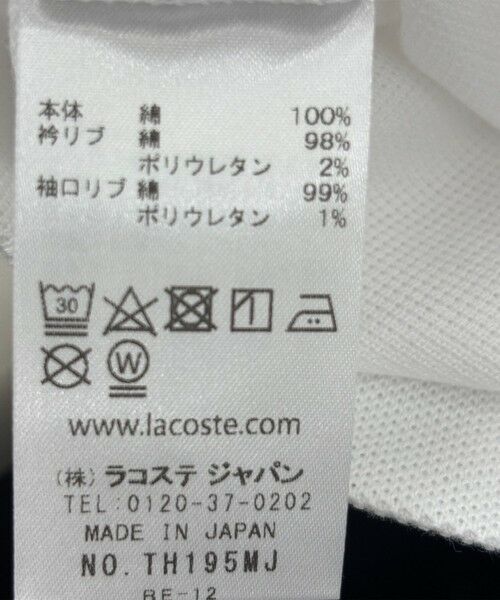 本体 綿 100%
衿リブ 綿 98%
ポリウレタン 2%
袖口リブ 綿 99%
ポリウレタン 1%
30
W
www.lacoste.com
(株) ラコステ ジャパン
TEL:0120-37-0202
MADE IN JAPAN
NO. TH195MJ
BE-12